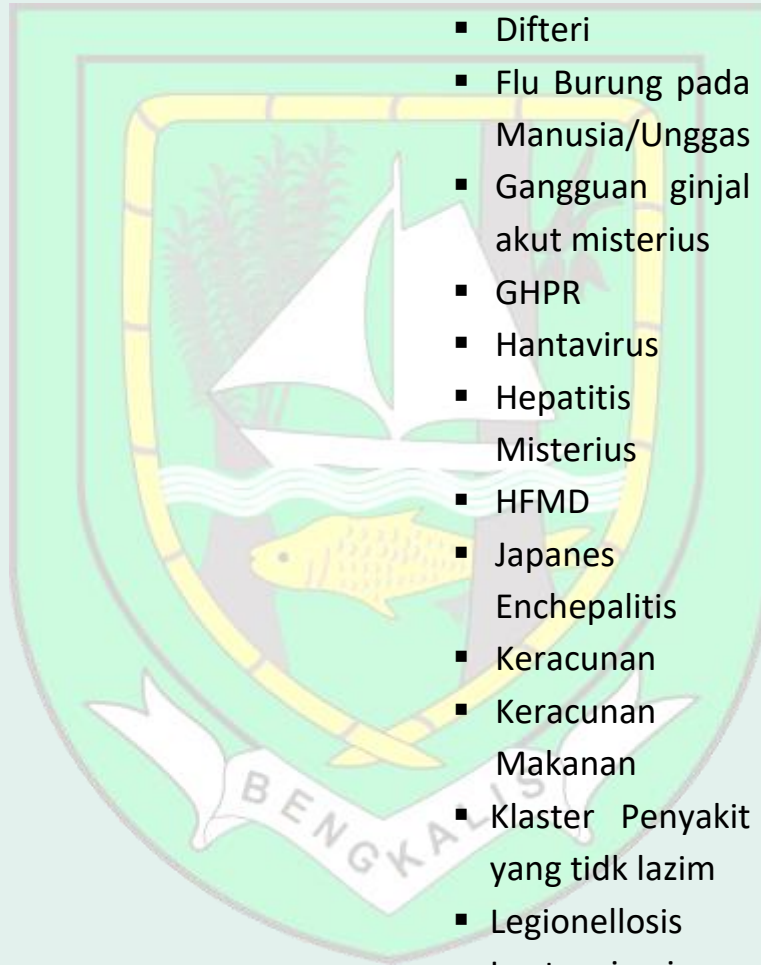 ▪ Difteri
▪ Flu Burung pada
Manusia/Unggas
▪ Gangguan ginjal
akut misterius
▪ GHPR
▪ Hantavirus
▪ Hepatitis
Misterius
▪ HFMD
▪ Japanes
Enchepalitis
▪ Keracunan
▪ Keracunan
Makanan
▪ Klaster Penyakit
yang tidk lazim
▪ Legionellosis
BENGKALIS